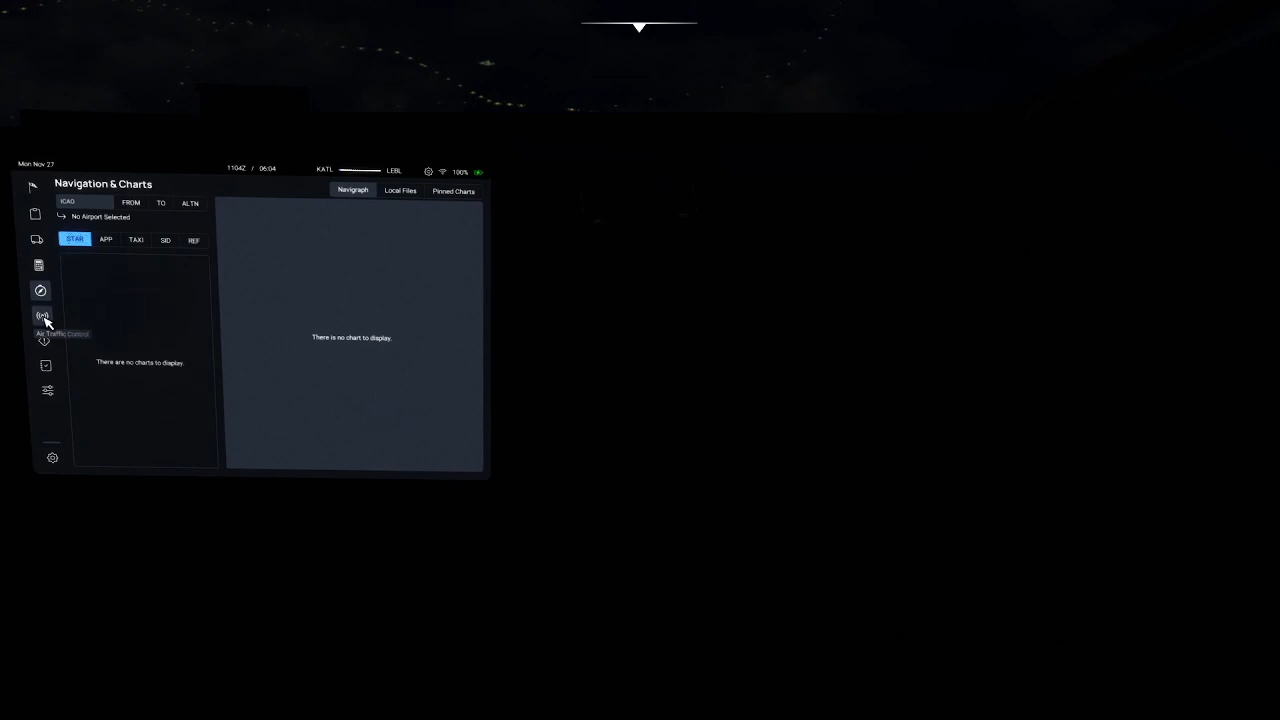 Mon Nov 27
1104Z / 06:04
KATL LEBL
100%
Navigation & Charts
Navigraph Local Files Pinned Charts
ICAO FROM TO ALTN
No Airport Selected
STAR APP TAXI SID REF
There is no chart to display.
Air Traffic Control
There are no charts to display.